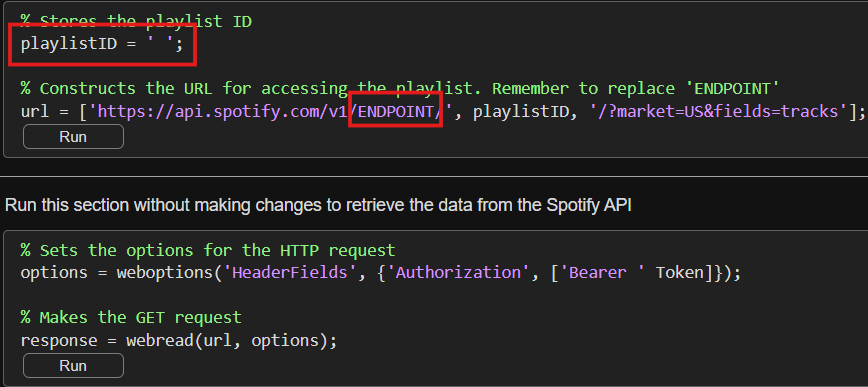 % Stores the playlist ID
playlistID = ' ';
% Constructs the URL for accessing the playlist. Remember to replace 'ENDPOINT'
url = ['https://api.spotify.com/v1/ENDPOINT/', playlistID, '/?market=US&fields=tracks'];
Run
Run this section without making changes to retrieve the data from the Spotify API
% Sets the options for the HTTP request
options = weboptions('HeaderFields', {'Authorization', ['Bearer ' Token]});
% Makes the GET request
response = webread(url, options);
Run